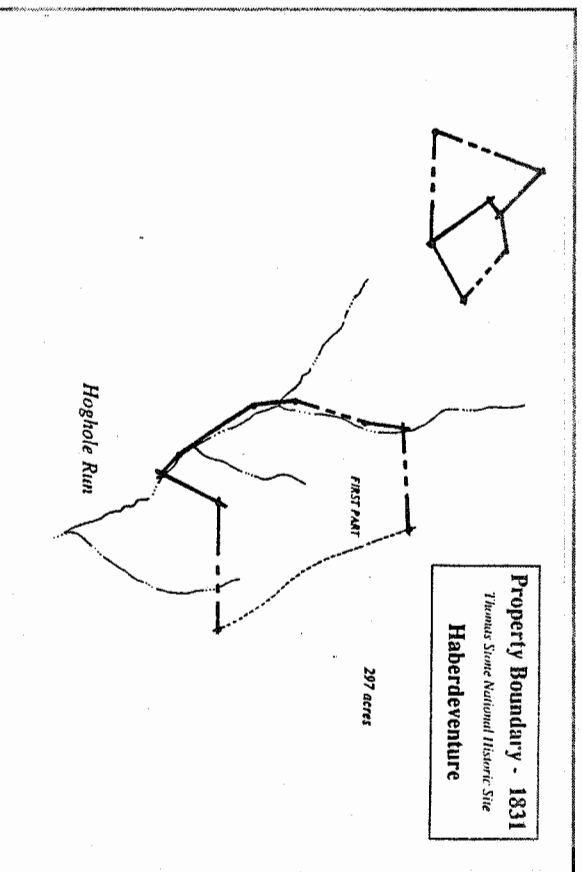 Property Boundary - 1831
Thomas Stone National Historic Site
Haberdeventure
297 acres
FIRST PART
Hoghole Run